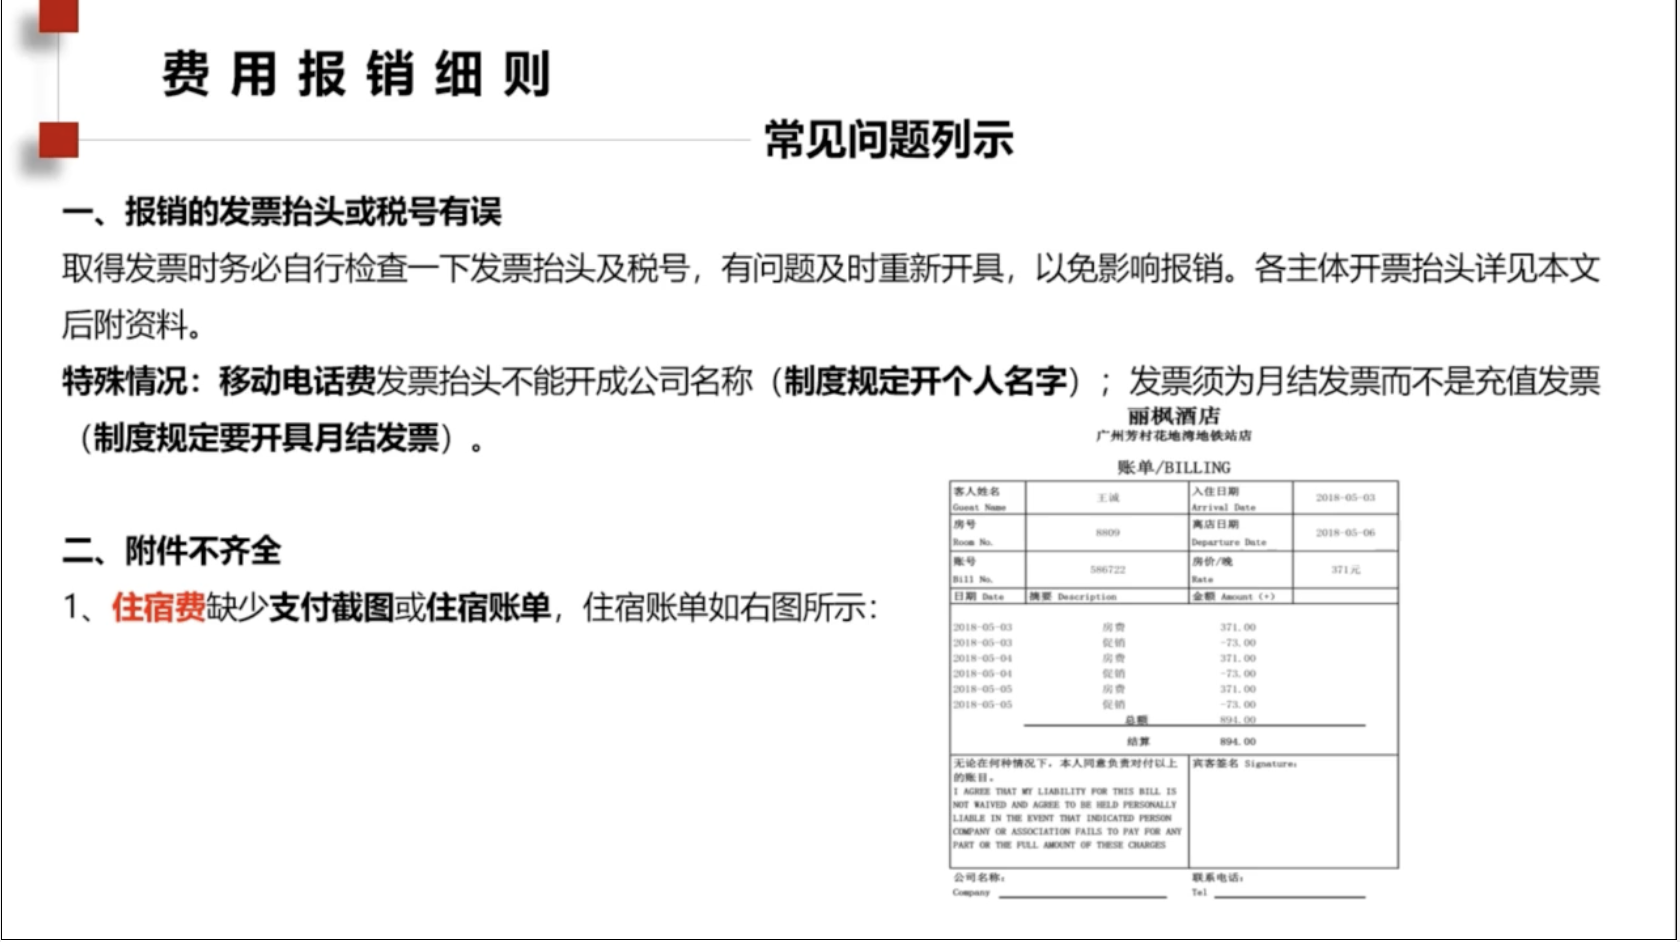 费用报销细则
常见问题列示
一、报销的发票抬头或税号有误
取得发票时务必自行检查一下发票抬头及税号，有问题及时重新开具，以免影响报销。各主体开票抬头详见本文
后附资料。
特殊情况：移动电话费发票抬头不能开成公司名称（制度规定开个人名字）；发票须为月结发票而不是充值发票
（制度规定要开具月结发票）。
二、附件不齐全
1、住宿费缺少支付截图或住宿账单，住宿账单如右图所示：
丽枫酒店
广州芳村花地湾地铁站店
账单/BILLING
客人姓名 王诚 入住日期 2018-05-03
Guest Name Arrival Date
房号 8809 离店日期 2018-05-06
Room No. Departure Date
账号 586722 房价/晚 371元
Bill No. Rate
日期 Date 摘要 Description 金额 Amount (+)
2018-05-03 房费 371.00
2018-05-03 促销 -73.00
2018-05-04 房费 371.00
2018-05-04 促销 -73.00
2018-05-05 房费 371.00
2018-05-05 促销 -73.00
总额 894.00
结算 894.00
无论在何种情况下，本人同意负责对付以上
的账目。
I AGREE THAT MY LIABILITY FOR THIS BILL IS
NOT WAIVED AND AGREE TO BE HELD PERSONALLY
LIABLE IN THE EVENT THAT INDICATED PERSON
COMPANY OR ASSOCIATION FAILS TO PAY FOR ANY
PART OR THE FULL AMOUNT OF THESE CHARGES
宾客签名 Signature:
公司名称: 联系电话:
Company Tel